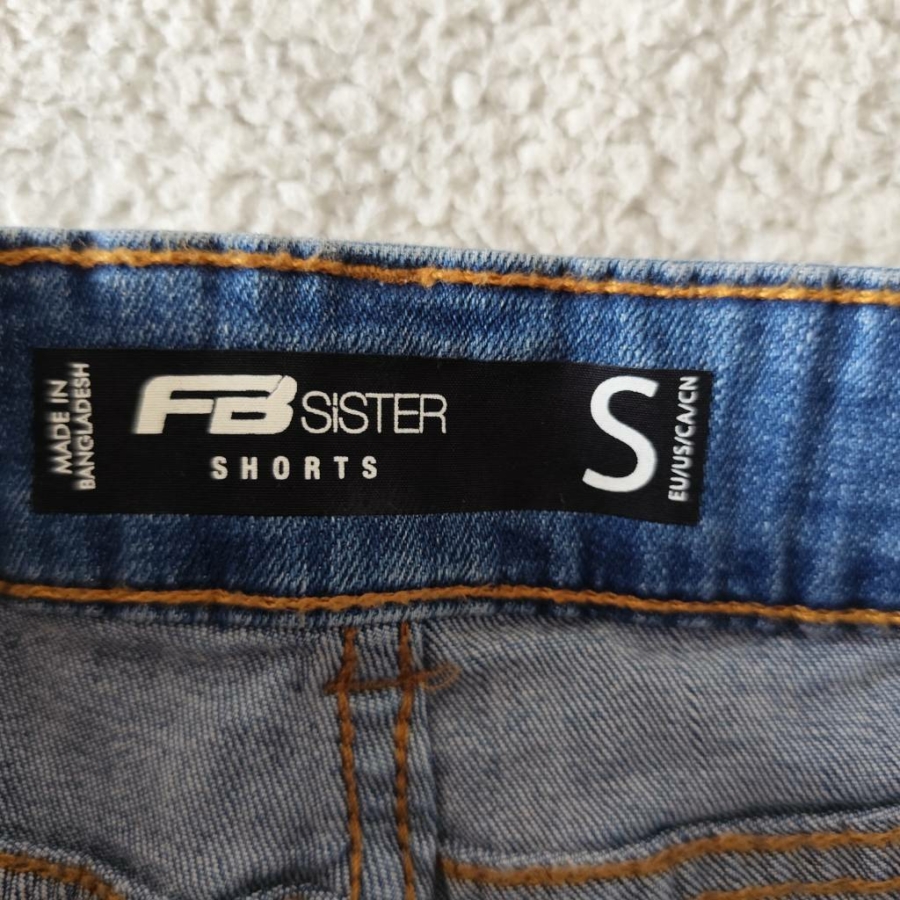 MADE IN
BANGLADESH
FB SiSTER
SHORTS
S
EU/US/CA/CN